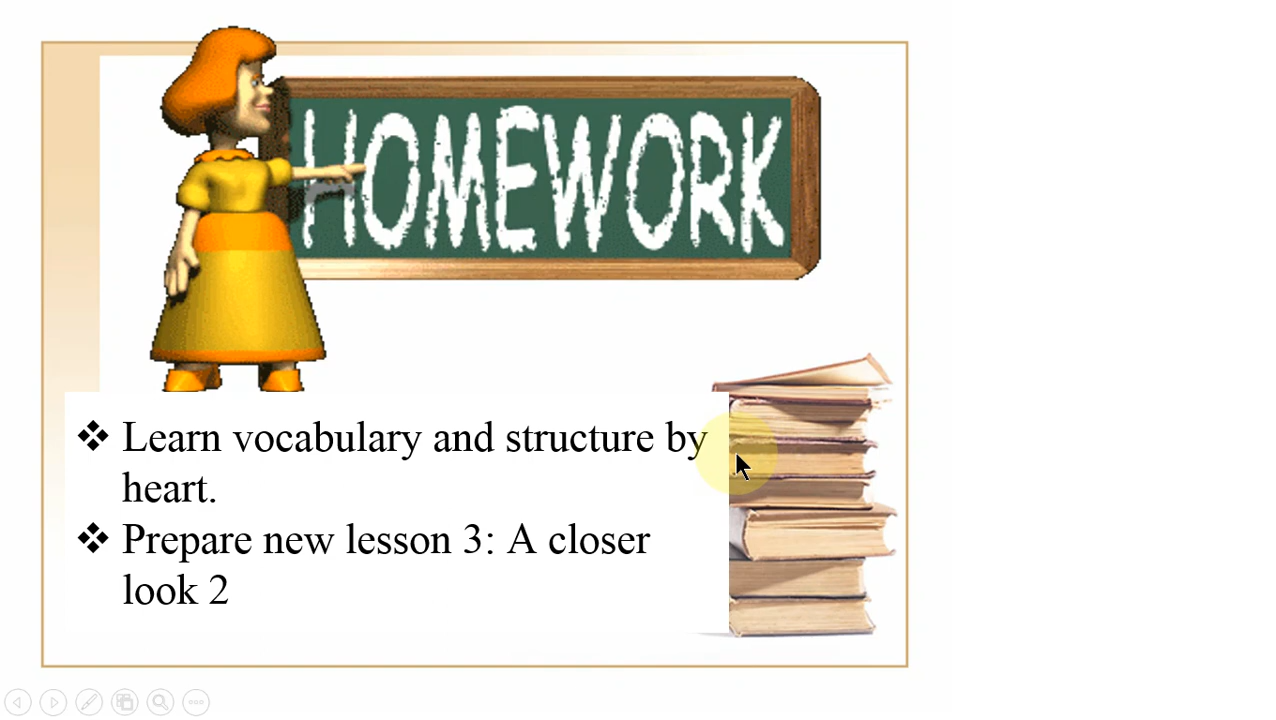 HOMEWORK
❖ Learn vocabulary and structure by
heart.
❖ Prepare new lesson 3: A closer
look 2